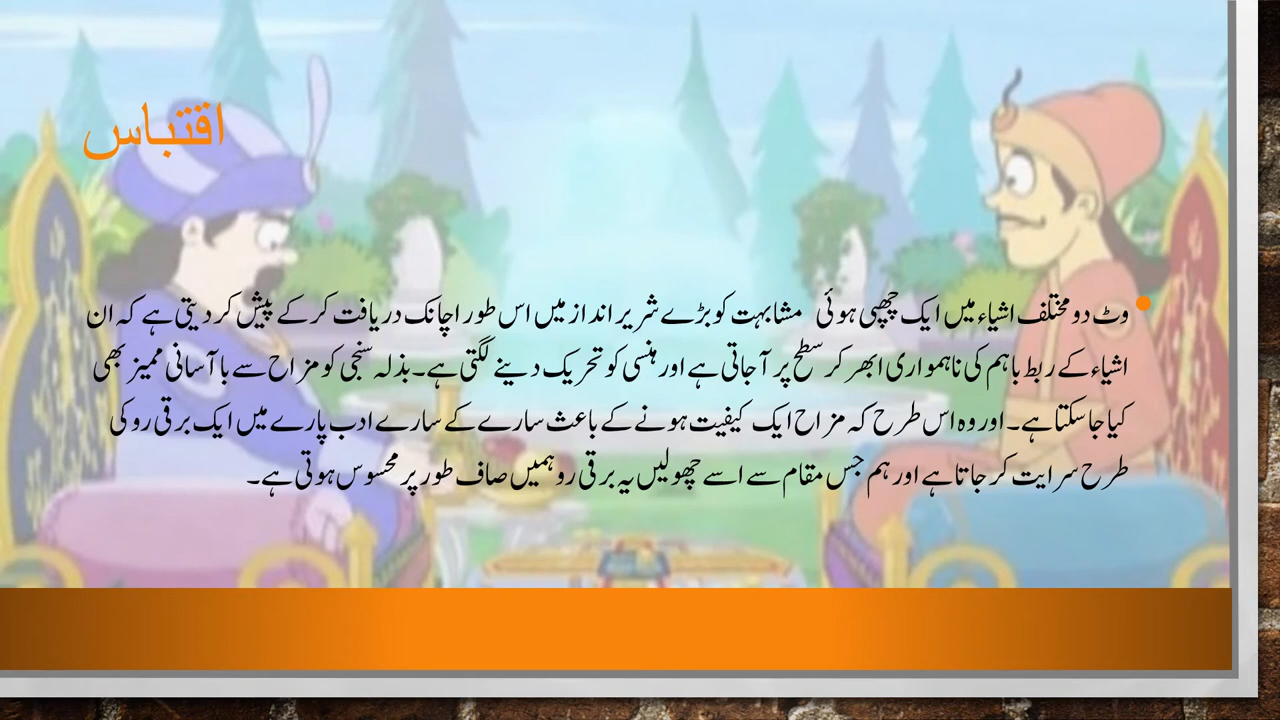 اقتباس
وٹ دو مختلف اشیاء میں ایک چھپی ہوئی مشابہت کو بڑے شریر انداز میں اس طور اچانک دریافت کرکے پیش کر دیتی ہے کہ ان
اشیاء کے ربط باہم کی ناہمواری ابھر کر سطح پر آ جاتی ہے اور ہنسی کو تحریک دینے لگتی ہے۔ بذلہ سنجی کو مزاح سے با آسانی ممیز بھی
کیا جا سکتا ہے۔ اور وہ اس طرح کہ مزاح ایک کیفیت ہونے کے باعث سارے کے سارے ادب پارے میں ایک برقی رو کی
طرح سرایت کر جاتا ہے اور ہم جس مقام سے اسے چھو لیں یہ برقی رو ہمیں صاف طور پر محسوس ہوتی ہے۔